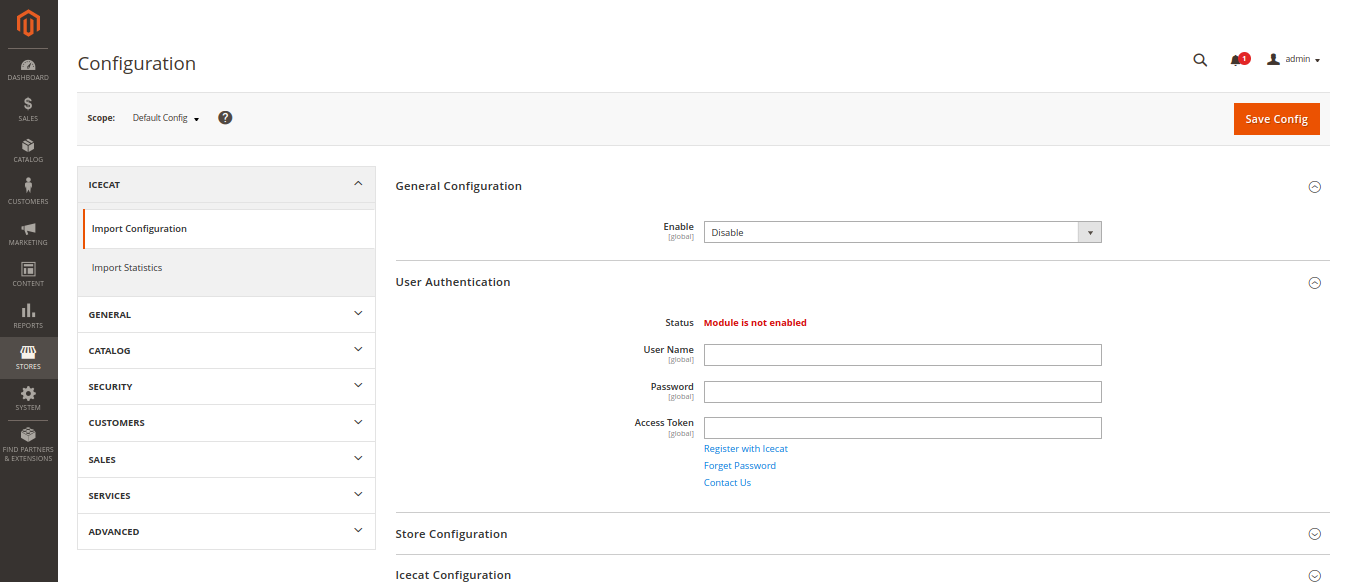 Configuration
1
admin
Scope:
Default Config
?
Save Config
DASHBOARD
SALES
CATALOG
CUSTOMERS
MARKETING
CONTENT
REPORTS
STORES
SYSTEM
FIND PARTNERS
& EXTENSIONS
ICECAT
Import Configuration
Import Statistics
GENERAL
CATALOG
SECURITY
CUSTOMERS
SALES
SERVICES
ADVANCED
General Configuration
Enable
[global]
Disable
User Authentication
Status
Module is not enabled
User Name
[global]
Password
[global]
Access Token
[global]
Register with Icecat
Forget Password
Contact Us
Store Configuration
Icecat Configuration